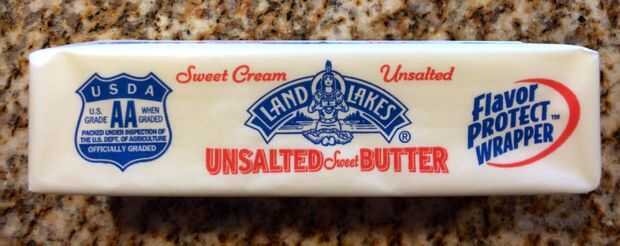 USDA
U.S. GRADE AA WHEN GRADED
PACKED UNDER INSPECTION OF
THE U.S. DEPT. OF AGRICULTURE
OFFICIALLY GRADED
Sweet Cream Unsalted
LAND O LAKES ®
UNSALTED Sweet BUTTER
Flavor
PROTECT™
WRAPPER